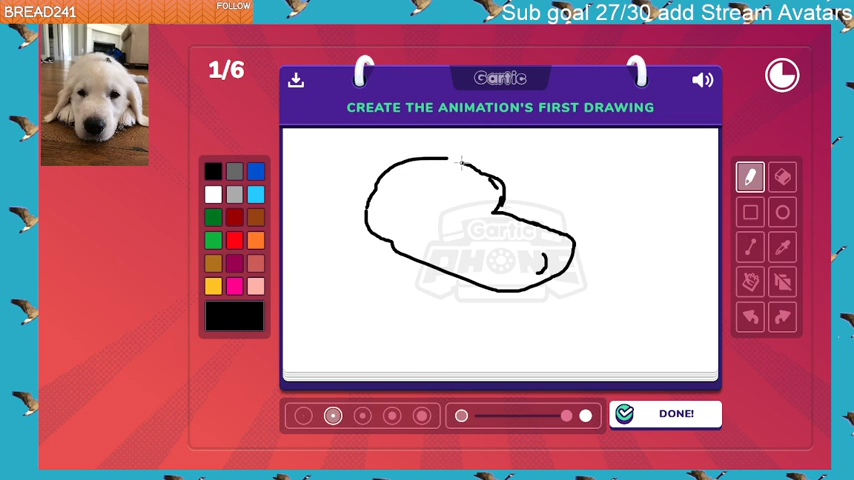 BREAD241
FOLLOW
Sub goal 27/30 add Stream Avatars
1/6
Gartic
CREATE THE ANIMATION'S FIRST DRAWING
Gartic
PHONE
DONE!